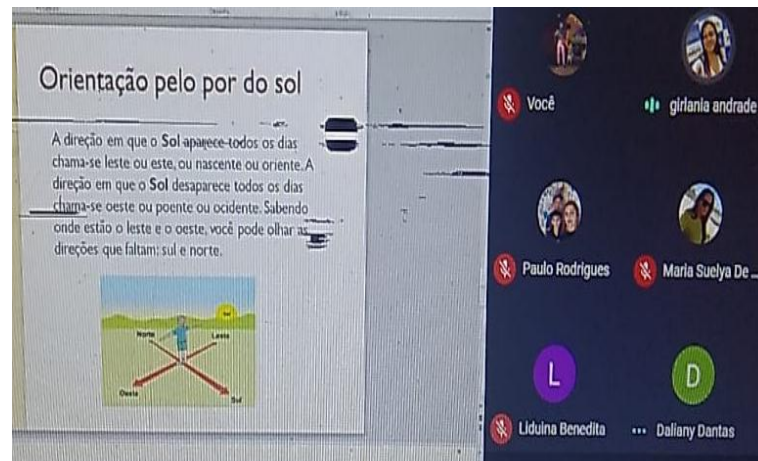 Orientação pelo por do sol
A direção em que o Sol aparece todos os dias
chama-se leste ou este, ou nascente ou oriente. A
direção em que o Sol desaparece todos os dias
chama-se oeste ou poente ou ocidente. Sabendo
onde estão o leste e o oeste, você pode olhar as
direções que faltam: sul e norte.
Sol
Norte
Leste
Oeste
Sul
Você
girlania andrade
Paulo Rodrigues
Maria Suelya De ...
L
D
Liduina Benedita
Daliany Dantas